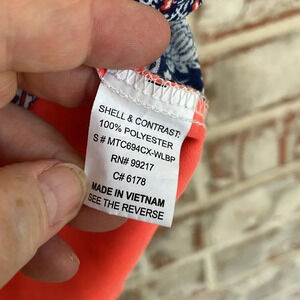 SHELL & CONTRAST:
100% POLYESTER
S # MTC694CX-WLBP
RN# 99217
C# 6178
MADE IN VIETNAM
SEE THE REVERSE